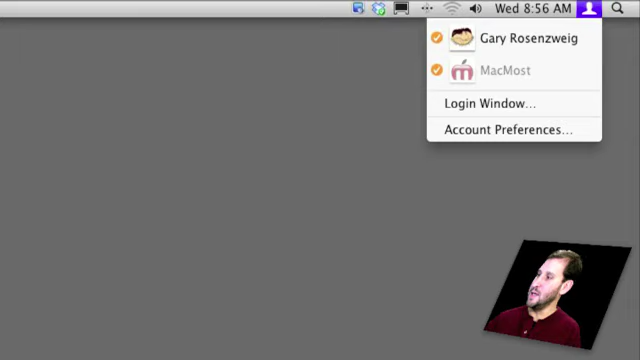 Wed 8:56 AM
Gary Rosenzweig
MacMost
Login Window...
Account Preferences...